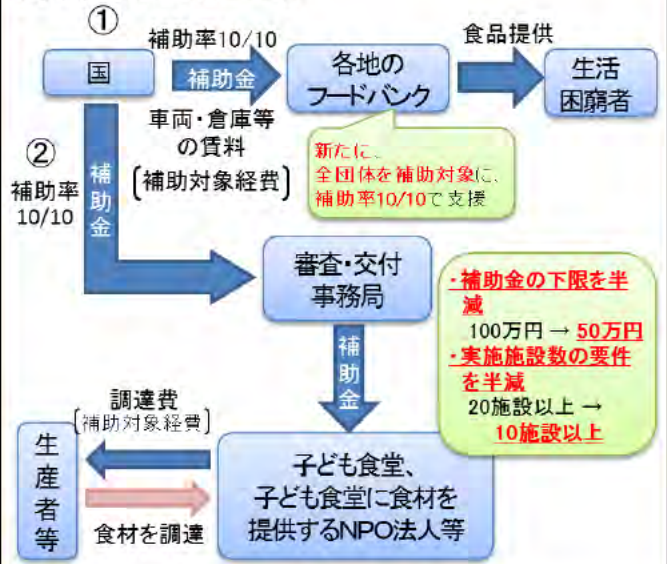 ①
国
補助率10/10
補助金
車両・倉庫等
の賃料
〔補助対象経費〕
各地の
フードバンク
食品提供
生活
困窮者
新たに、
全団体を補助対象に、
補助率10/10で支援
②
補助率
10/10
補助金
審査・交付
事務局
・補助金の下限を半
減
100万円 → 50万円
・実施施設数の要件
を半減
20施設以上 →
10施設以上
補助金
調達費
〔補助対象経費〕
生産者等
食材を調達
子ども食堂、
子ども食堂に食材を
提供するNPO法人等